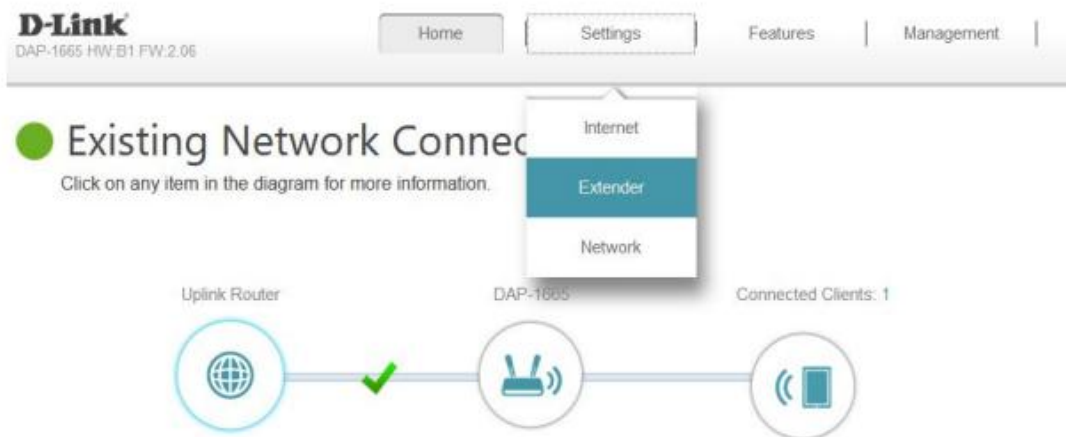 D-Link
DAP-1665 HW:B1 FW:2.06
Home | Settings | Features | Management |
Existing Network Connec
Click on any item in the diagram for more information.
Internet
Extender
Network
Uplink Router
DAP-1665
Connected Clients: 1